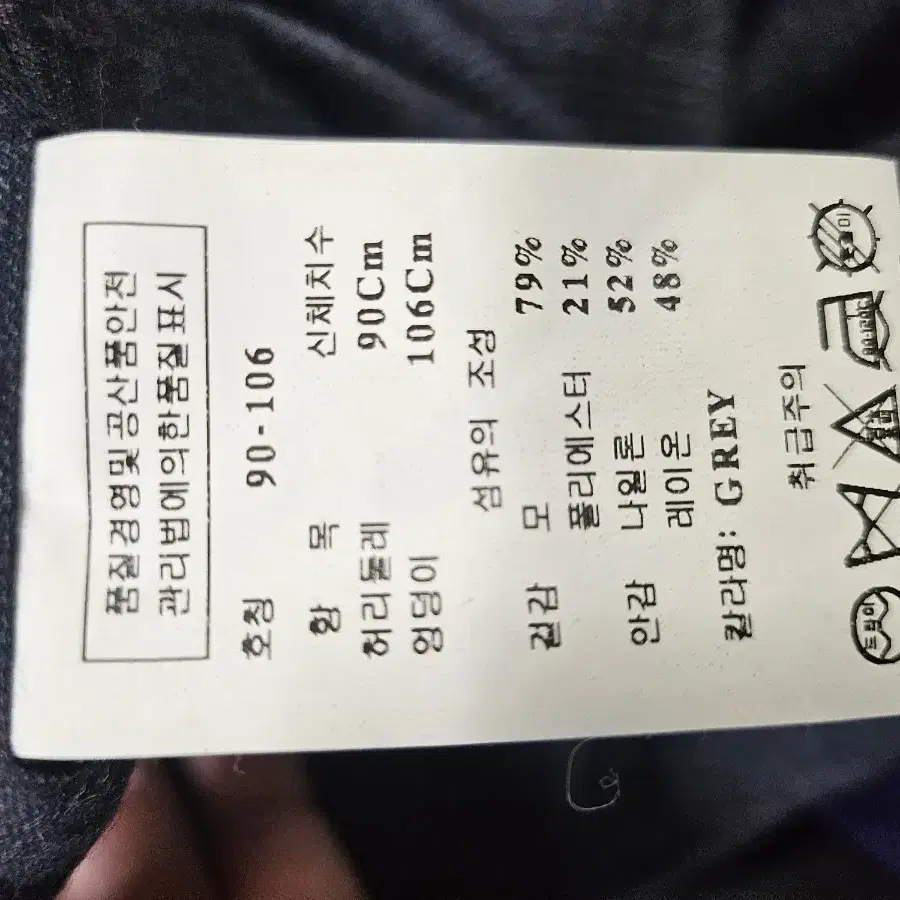 품질경영및공산품안전
관리법에의한품질표시
호칭 90-106
항 목 신체치수
허리둘레 90Cm
엉덩이 106Cm
섬유의 조성
겉감 모 79%
폴리에스터 21%
안감 나일론 52%
레이온 48%
칼라명: GREY
취급주의
드라이